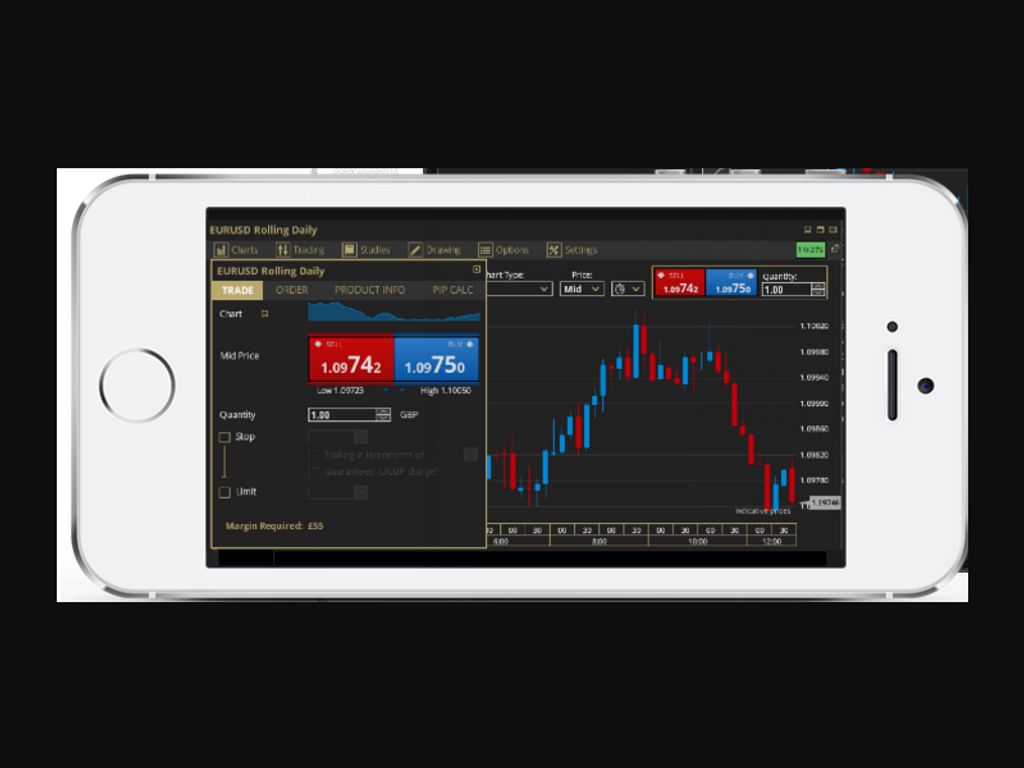 EURUSD Rolling Daily
Charts Trading Studies Drawing Options Settings
EURUSD Rolling Daily
TRADE ORDER PRODUCT INFO PIP CALC
Chart
Mid Price
SELL BUY
1.09742 1.09750
Low 1.09723 High 1.10050
Quantity 1.00 GBP
Stop
Trailing in increments of
Limit
Margin Required: £55
hart Type: Price: SELL BUY Quantity:
Mid 1.09742 1.09750 1.00
1.10020
1.09980
1.09940
1.09900
1.09860
1.09820
1.09780
1.09746
Indicative prices
00 30 00 30 00 30 00 30 00 30 00 30
6:00 8:00 10:00 12:00